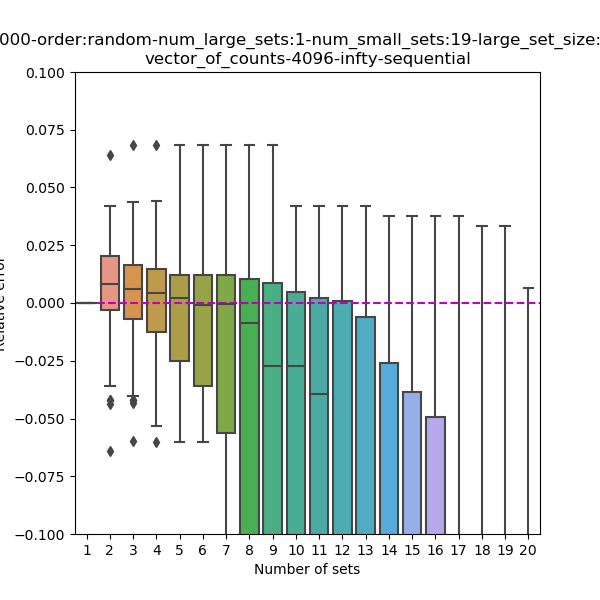 000-order:random-num_large_sets:1-num_small_sets:19-large_set_size:
vector_of_counts-4096-infty-sequential
0.100
0.075
0.050
0.025
0.000
−0.025
−0.050
−0.075
−0.100
Relative error
1 2 3 4 5 6 7 8 9 10 11 12 13 14 15 16 17 18 19 20
Number of sets